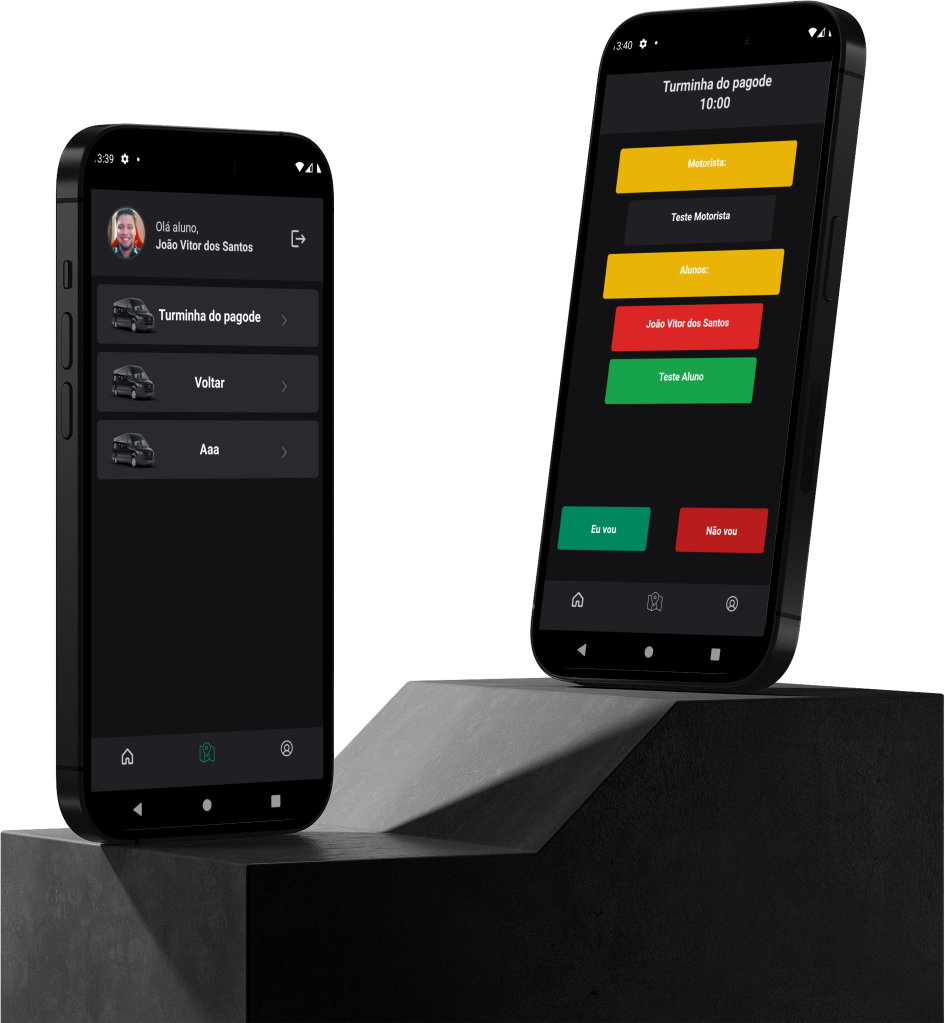 3:39
Olá aluno,
João Vitor dos Santos
Turminha do pagode
Voltar
Aaa
3:40
Turminha do pagode
10:00
Motorista:
Teste Motorista
Alunos:
João Vitor dos Santos
Teste Aluno
Eu vou
Não vou